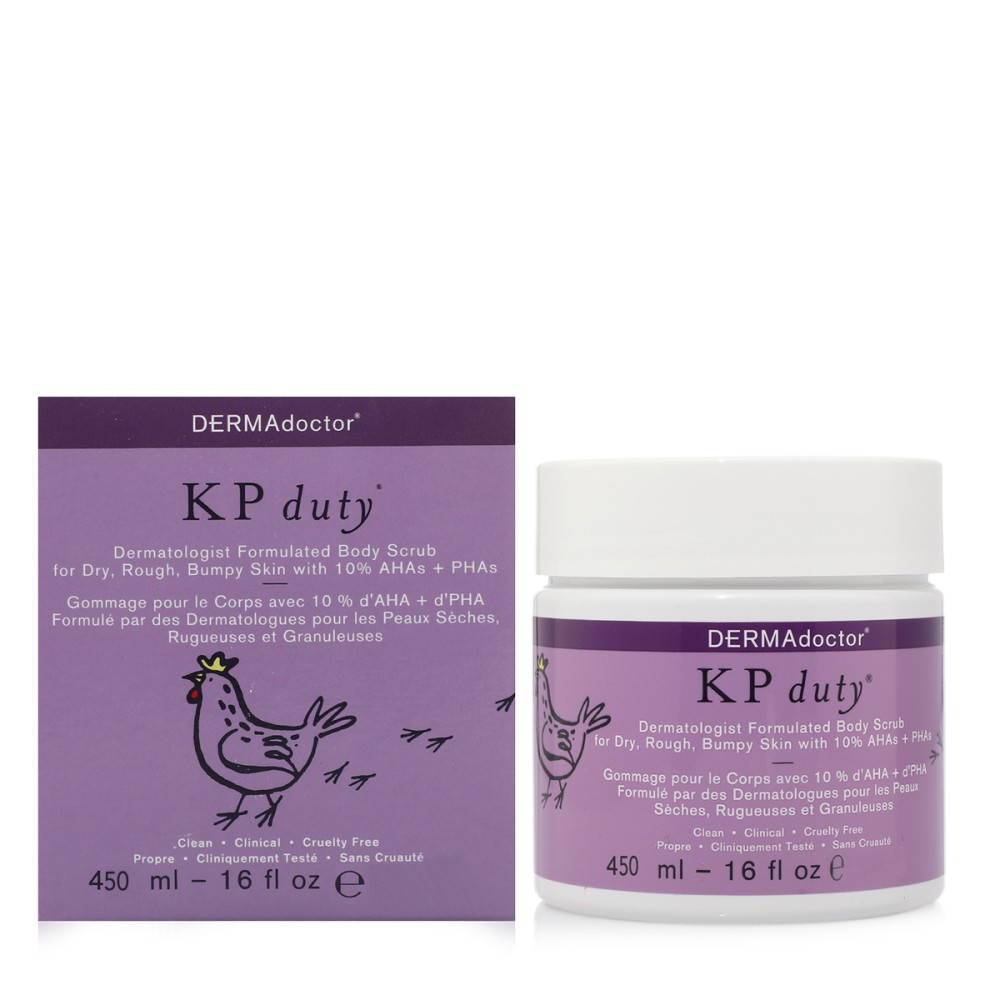 DERMAdoctor®
KP duty®
Dermatologist Formulated Body Scrub
for Dry, Rough, Bumpy Skin with 10% AHAs + PHAs
Gommage pour le Corps avec 10 % d'AHA + d'PHA
Formulé par des Dermatologues pour les Peaux Sèches,
Rugueuses et Granuleuses
Clean • Clinical • Cruelty Free
Propre • Cliniquement Testé • Sans Cruauté
450 ml – 16 fl oz ℮
DERMAdoctor®
KP duty®
Dermatologist Formulated Body Scrub
for Dry, Rough, Bumpy Skin with 10% AHAs + PHAs
Gommage pour le Corps avec 10 % d'AHA + d'PHA
Formulé par des Dermatologues pour les Peaux
Sèches, Rugueuses et Granuleuses
Clean • Clinical • Cruelty Free
Propre • Cliniquement Testé • Sans Cruauté
450 ml – 16 fl oz ℮